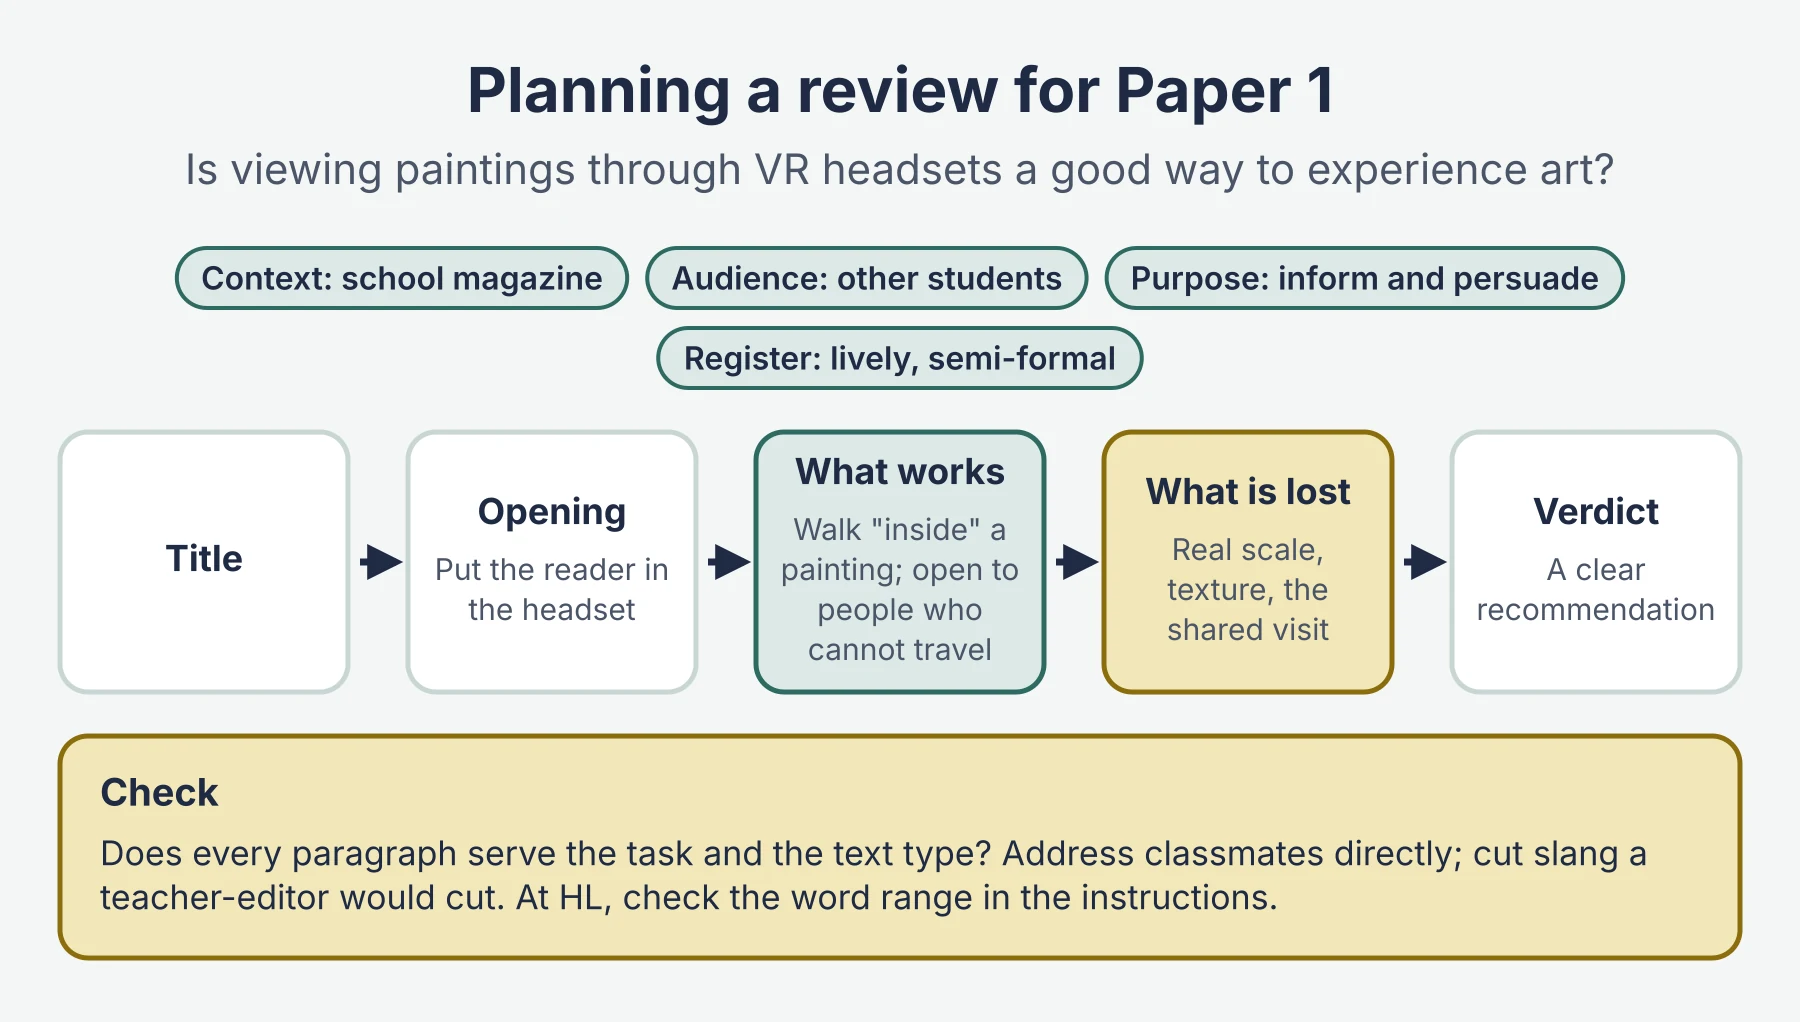 Planning a review for Paper 1
Is viewing paintings through VR headsets a good way to experience art?
Context: school magazine
Audience: other students
Purpose: inform and persuade
Register: lively, semi-formal
Title
Opening
Put the reader in
the headset
What works
Walk "inside" a
painting; open to
people who
cannot travel
What is lost
Real scale,
texture, the
shared visit
Verdict
A clear
recommendation
Check
Does every paragraph serve the task and the text type? Address classmates directly; cut slang a
teacher-editor would cut. At HL, check the word range in the instructions.